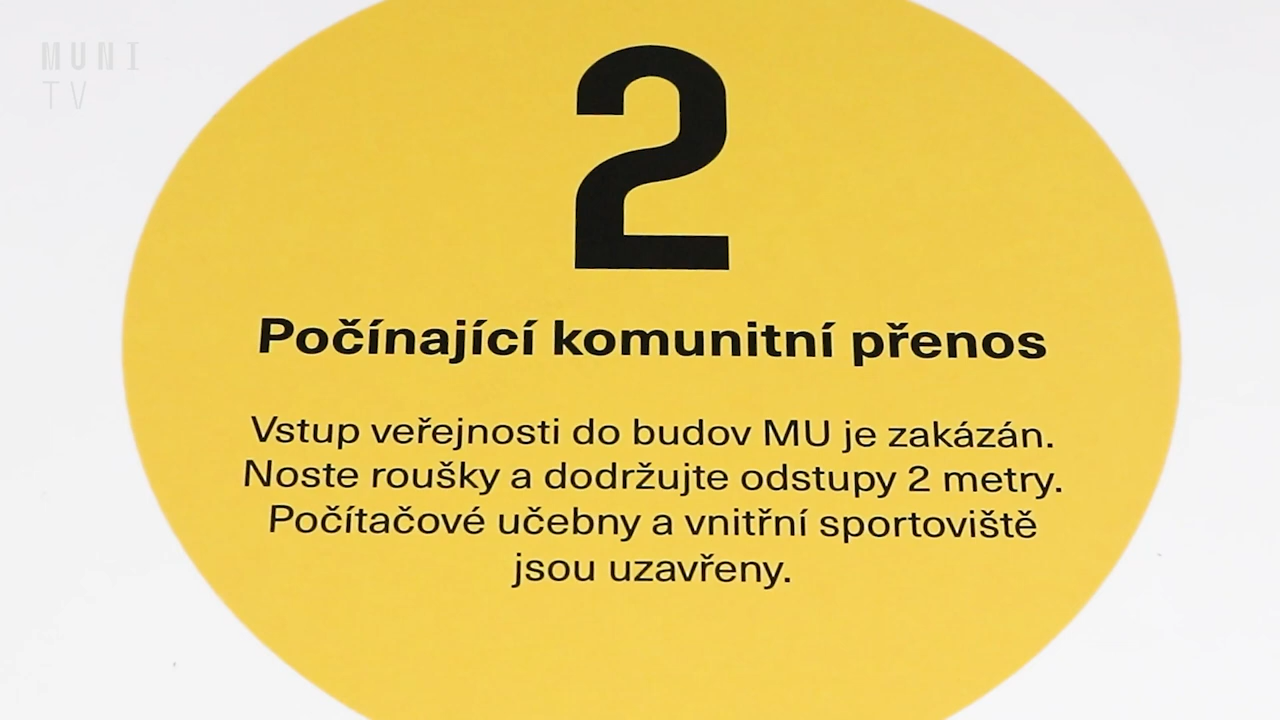 MUNI
TV
2
Počínající komunitní přenos
Vstup veřejnosti do budov MU je zakázán.
Noste roušky a dodržujte odstupy 2 metry.
Počítačové učebny a vnitřní sportoviště
jsou uzavřeny.